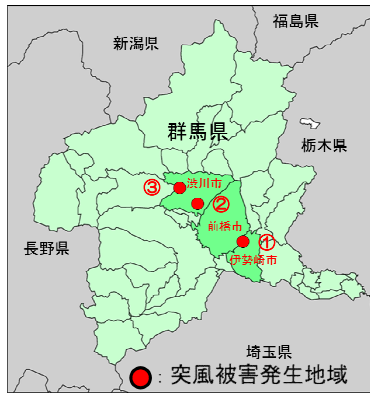 福島県
新潟県
群馬県
栃木県
③
渋川市
②
前橋市
①
伊勢崎市
長野県
埼玉県
：突風被害発生地域